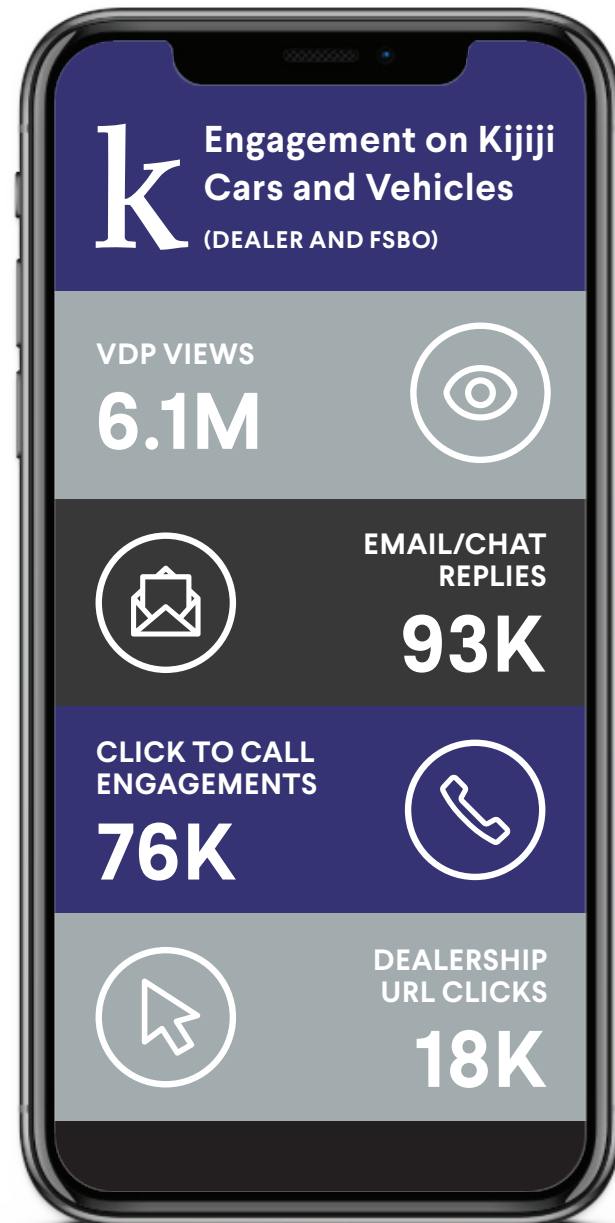 k
Engagement on Kijiji
Cars and Vehicles
(DEALER AND FSBO)
VDP VIEWS
6.1M
EMAIL/CHAT
REPLIES
93K
CLICK TO CALL
ENGAGEMENTS
76K
DEALERSHIP
URL CLICKS
18K